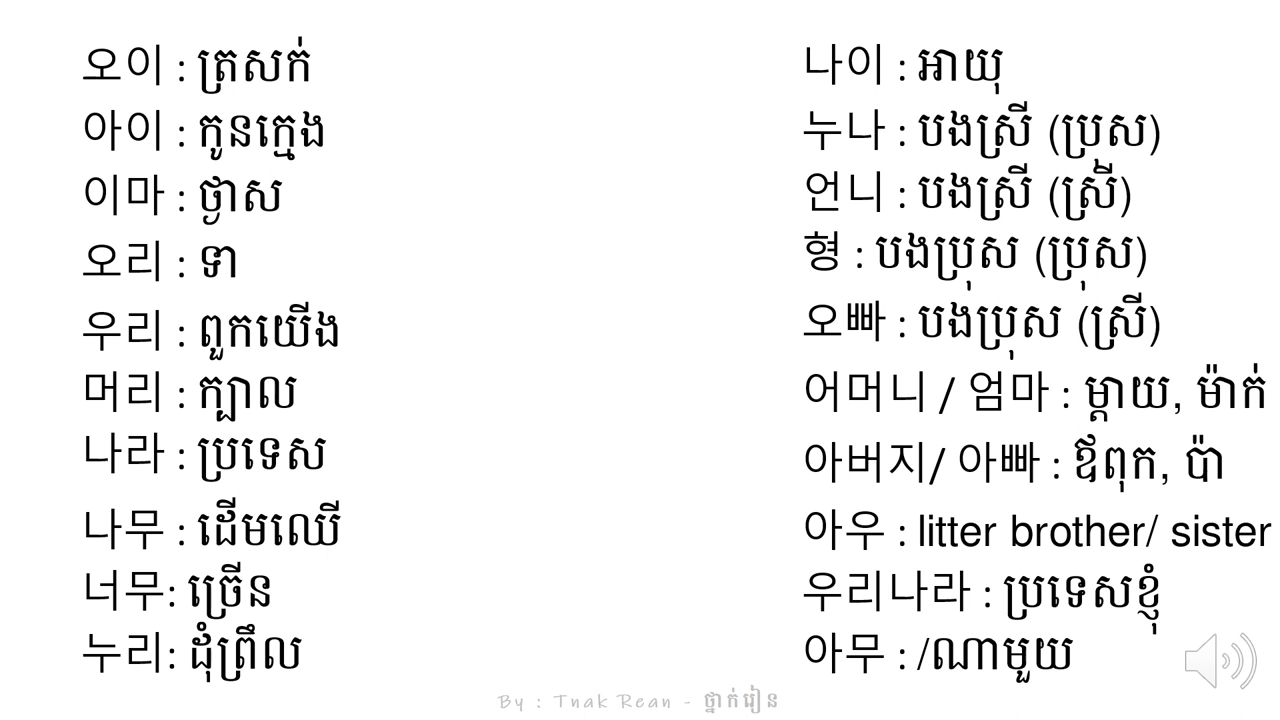 오이 : ត្រសក់
아이 : កូនក្មេង
이마 : ថ្ងាស
오리 : ទា
우리 : ពួកយើង
머리 : ក្បាល
나라 : ប្រទេស
나무 : ដើមឈើ
너무: ច្រើន
누리: ដុំព្រឹល
나이 : អាយុ
누나 : បងស្រី (ប្រុស)
언니 : បងស្រី (ស្រី)
형 : បងប្រុស (ប្រុស)
오빠 : បងប្រុស (ស្រី)
어머니 / 엄마 : ម្តាយ, ម៉ាក់
아버지/ 아빠 : ឪពុក, ប៉ា
아우 : litter brother/ sister
우리나라 : ប្រទេសខ្ញុំ
아무 : /ណាមួយ
By : Tnak Rean - ថ្នាក់រៀន